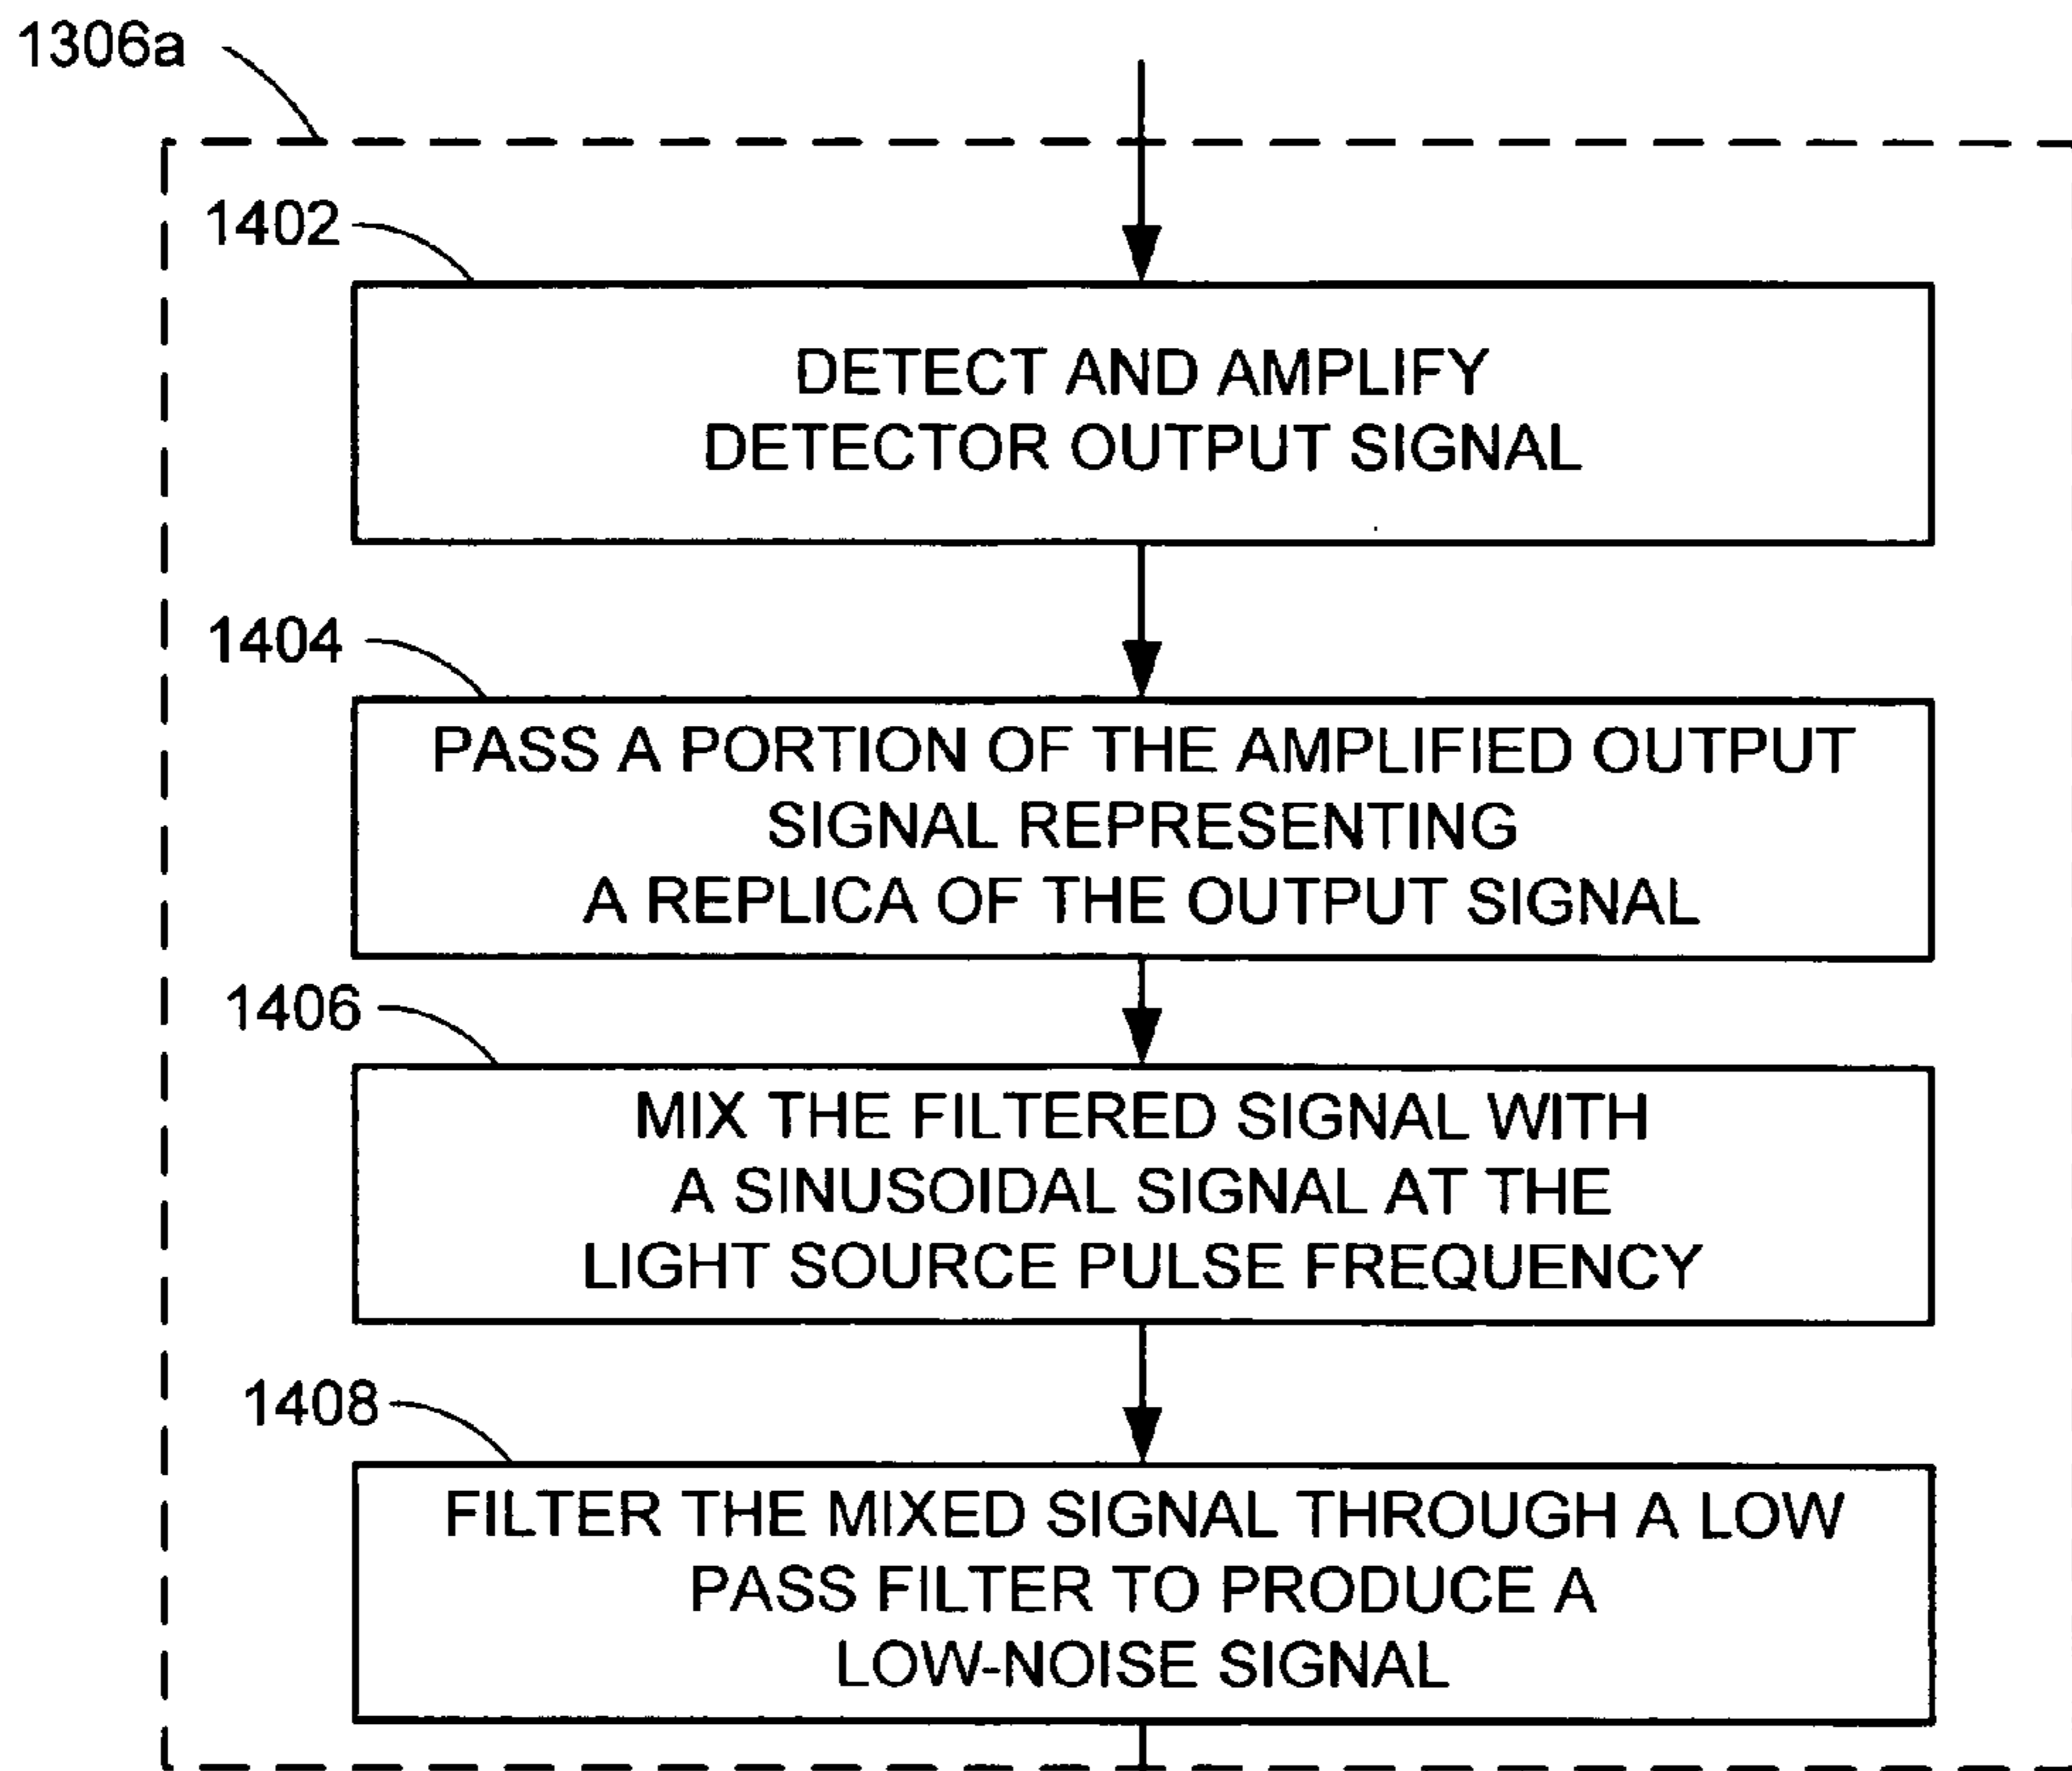 1306a
1402
DETECT AND AMPLIFY
DETECTOR OUTPUT SIGNAL
1404
PASS A PORTION OF THE AMPLIFIED OUTPUT
SIGNAL REPRESENTING
A REPLICA OF THE OUTPUT SIGNAL
1406
MIX THE FILTERED SIGNAL WITH
A SINUSOIDAL SIGNAL AT THE
LIGHT SOURCE PULSE FREQUENCY
1408
FILTER THE MIXED SIGNAL THROUGH A LOW
PASS FILTER TO PRODUCE A
LOW-NOISE SIGNAL